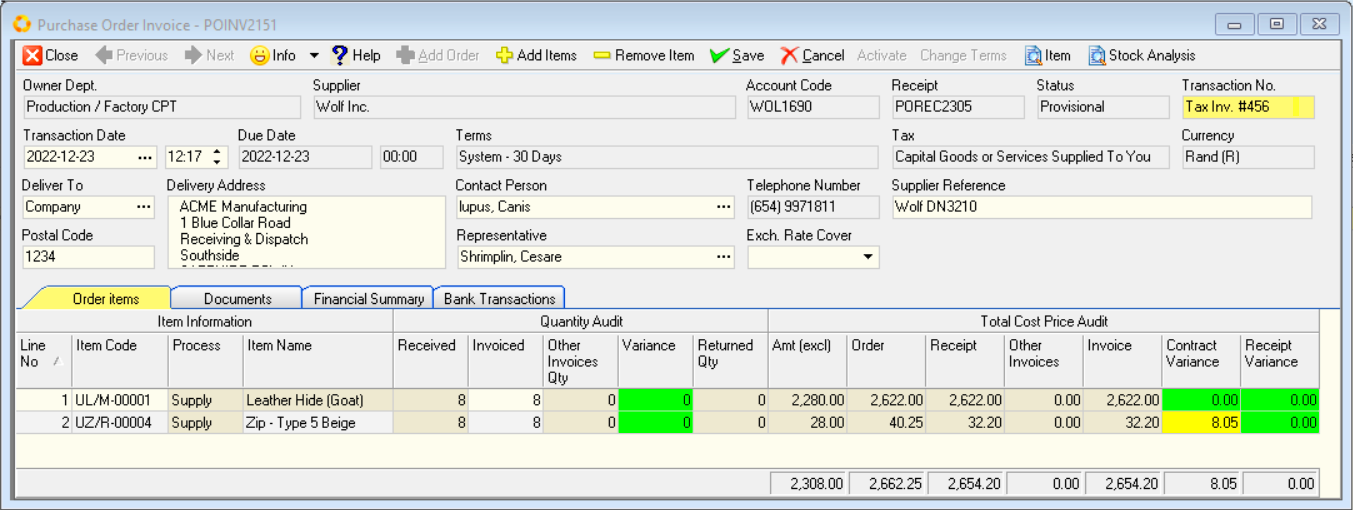 Purchase Order Invoice - POINV2151
Close Previous Next Info Help Add Order Add Items Remove Item Save Cancel Activate Change Terms Item Stock Analysis
Owner Dept. Supplier Account Code Receipt Status Transaction No.
Production / Factory CPT Wolf Inc. WOL1690 POREC2305 Provisional Tax Inv. #456
Transaction Date Due Date Terms Tax Currency
2022-12-23 ... 12:17 2022-12-23 00:00 System - 30 Days Capital Goods or Services Supplied To You Rand (R)
Deliver To Delivery Address Contact Person Telephone Number Supplier Reference
Company ... ACME Manufacturing lupus, Canis ... (654) 9971811 Wolf DN3210
1 Blue Collar Road
Postal Code Receiving & Dispatch Representative Exch. Rate Cover
1234 Southside Shrimplin, Cesare ...
Order items Documents Financial Summary Bank Transactions
Item Information Quantity Audit Total Cost Price Audit
Line No Item Code Process Item Name Received Invoiced Other Invoices Qty Variance Returned Qty Amt (excl) Order Receipt Other Invoices Invoice Contract Variance Receipt Variance
1 UL/M-00001 Supply Leather Hide (Goat) 8 8 0 0 0 2,280.00 2,622.00 2,622.00 0.00 2,622.00 0.00 0.00
2 UZ/R-00004 Supply Zip - Type 5 Beige 8 8 0 0 0 28.00 40.25 32.20 0.00 32.20 8.05 0.00
2,308.00 2,662.25 2,654.20 0.00 2,654.20 8.05 0.00